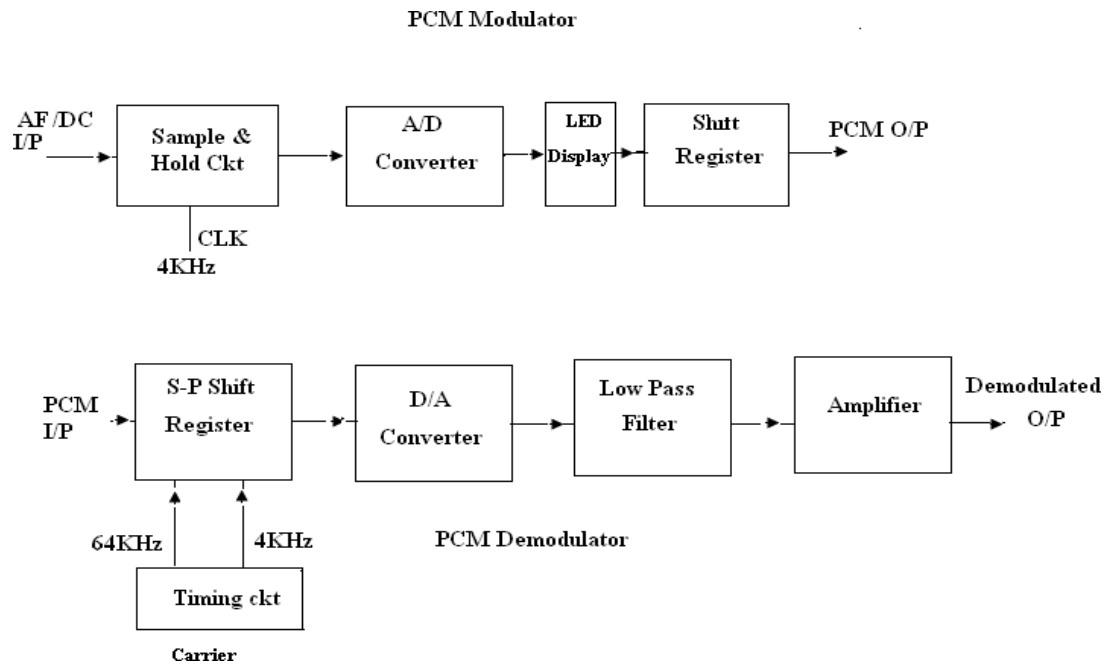 PCM Modulator
AF/DC
I/P
Sample &
Hold Ckt
A/D
Converter
LED
Display
Shift
Register
PCM O/P
CLK
4KHz
PCM
I/P
S-P Shift
Register
D/A
Converter
Low Pass
Filter
Amplifier
Demodulated
O/P
64KHz
4KHz
PCM Demodulator
Timing ckt
Carrier